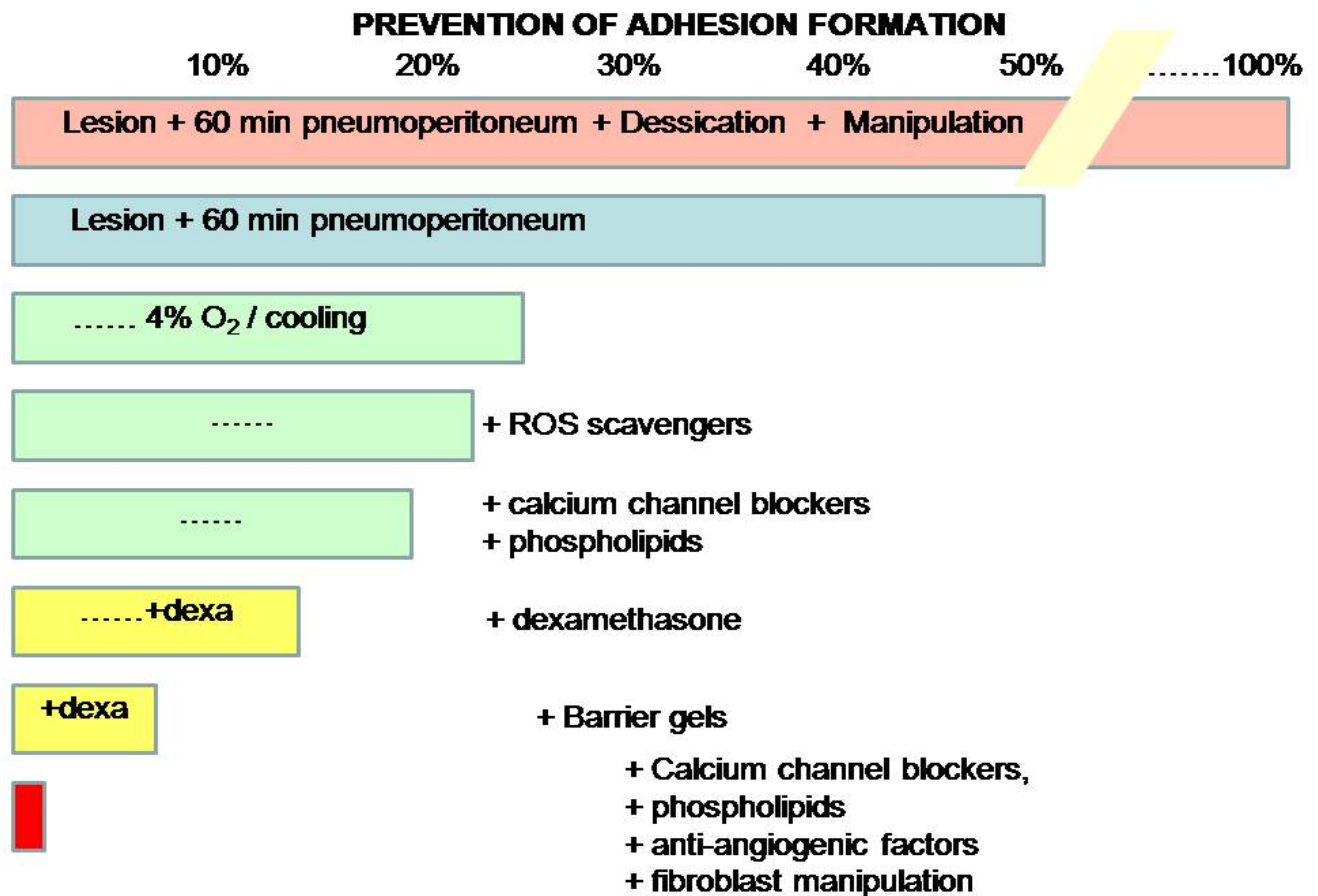 PREVENTION OF ADHESION FORMATION
10% 20% 30% 40% 50% .......100%
Lesion + 60 min pneumoperitoneum + Dessication + Manipulation
Lesion + 60 min pneumoperitoneum
...... 4% O₂ / cooling
------ + ROS scavengers
------ + calcium channel blockers
+ phospholipids
......+dexa + dexamethasone
+dexa + Barrier gels
+ Calcium channel blockers,
+ phospholipids
+ anti-angiogenic factors
+ fibroblast manipulation